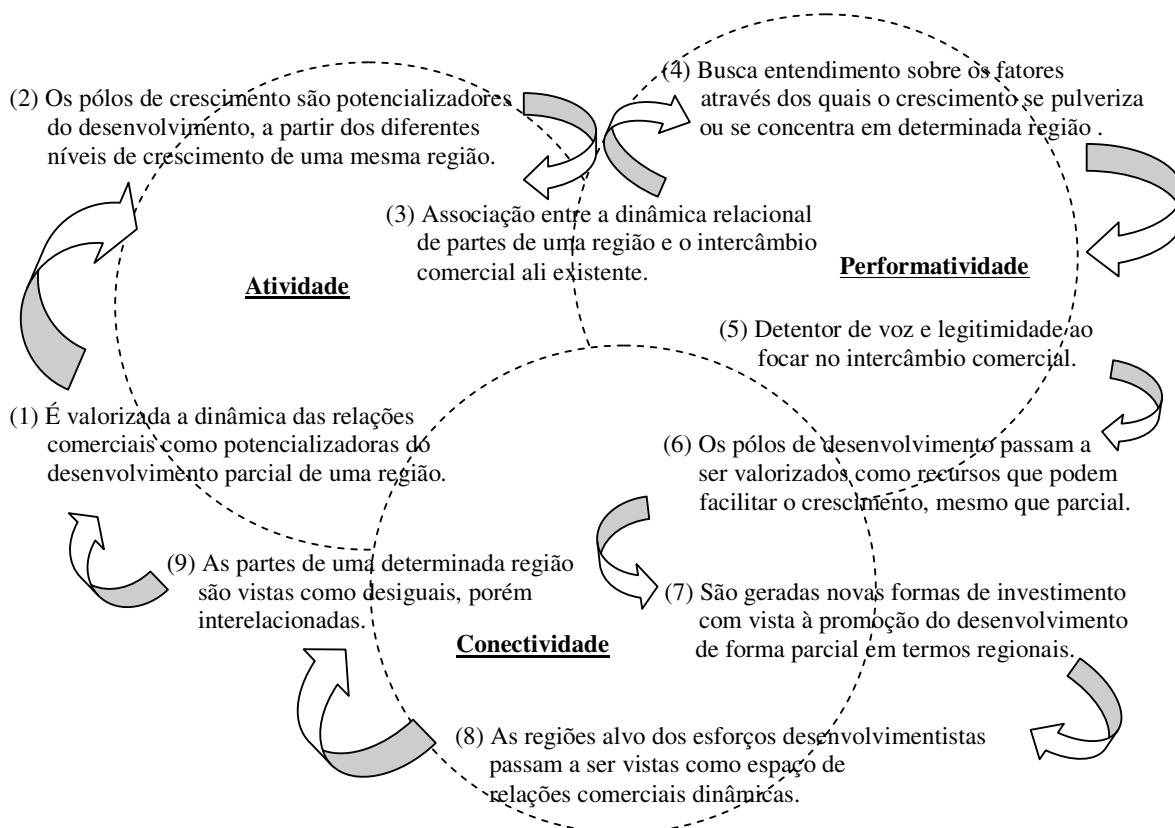 (4) Busca entendimento sobre os fatores
através dos quais o crescimento se pulveriza
ou se concentra em determinada região .
(2) Os pólos de crescimento são potencializadores
do desenvolvimento, a partir dos diferentes
níveis de crescimento de uma mesma região.
(3) Associação entre a dinâmica relacional
de partes de uma região e o intercâmbio
comercial ali existente.
Performatividade
Atividade
(5) Detentor de voz e legitimidade ao
focar no intercâmbio comercial.
(1) É valorizada a dinâmica das relações
comerciais como potencializadoras do
desenvolvimento parcial de uma região.
(6) Os pólos de desenvolvimento passam a
ser valorizados como recursos que podem
facilitar o crescimento, mesmo que parcial.
(9) As partes de uma determinada região
são vistas como desiguais, porém
interelacionadas.
(7) São geradas novas formas de investimento
com vista à promoção do desenvolvimento
de forma parcial em termos regionais.
Conectividade
(8) As regiões alvo dos esforços desenvolvimentistas
passam a ser vistas como espaço de
relações comerciais dinâmicas.